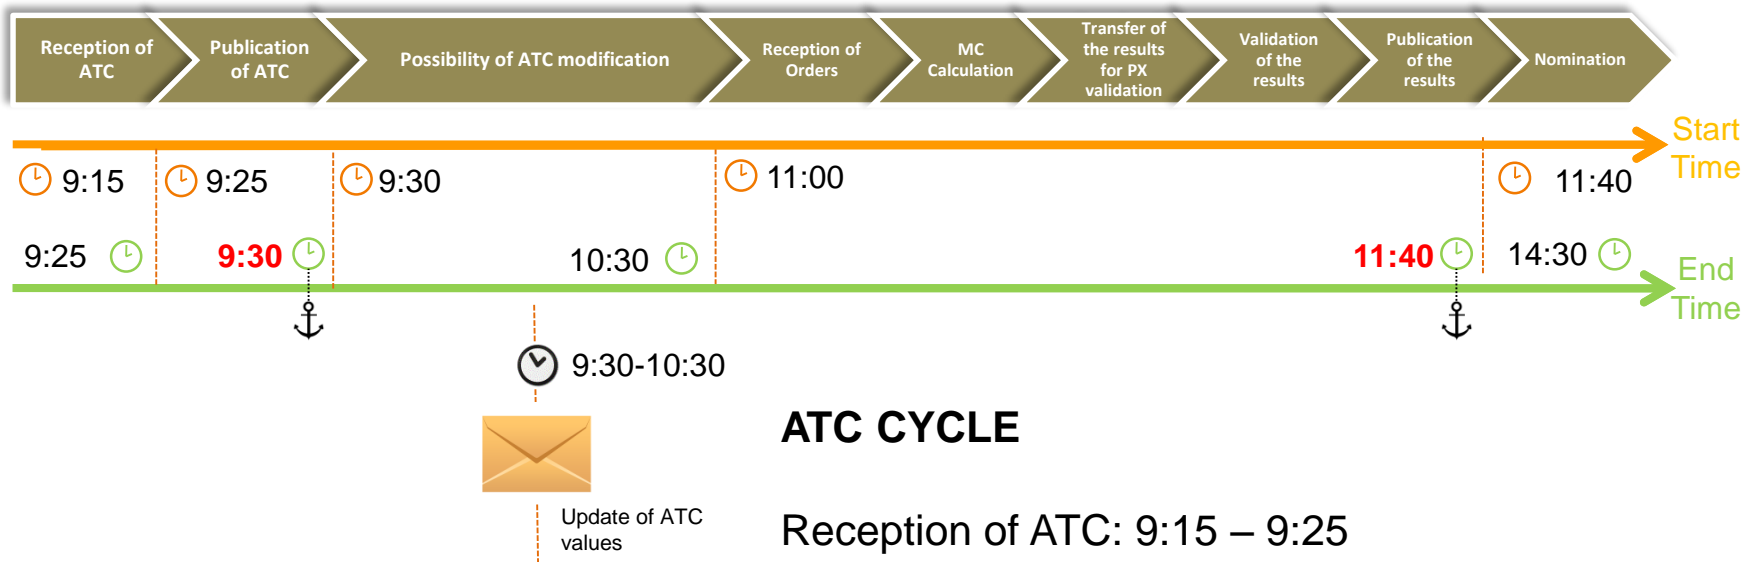 Reception of
ATC
Publication
of ATC
Possibility of ATC modification
Reception of
Orders
MC
Calculation
Transfer of
the results
for PX
validation
Validation
of the
results
Publication
of the
results
Nomination
Start
Time
9:15
9:25
9:30
11:00
11:40
9:25
9:30
10:30
11:40
14:30
End
Time
9:30-10:30
ATC CYCLE
Update of ATC
values
Reception of ATC: 9:15 – 9:25